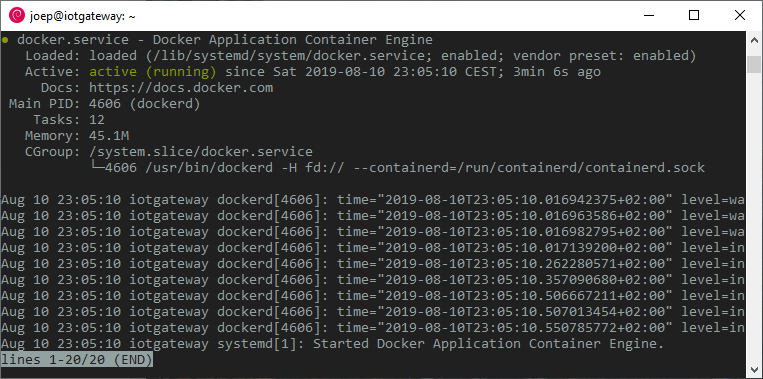 joep@iotgateway: ~
● docker.service - Docker Application Container Engine
Loaded: loaded (/lib/systemd/system/docker.service; enabled; vendor preset: enabled)
Active: active (running) since Sat 2019-08-10 23:05:10 CEST; 3min 6s ago
Docs: https://docs.docker.com
Main PID: 4606 (dockerd)
Tasks: 12
Memory: 45.1M
CGroup: /system.slice/docker.service
└─4606 /usr/bin/dockerd -H fd:// --containerd=/run/containerd/containerd.sock
Aug 10 23:05:10 iotgateway dockerd[4606]: time="2019-08-10T23:05:10.016942375+02:00" level=wa
Aug 10 23:05:10 iotgateway dockerd[4606]: time="2019-08-10T23:05:10.016963586+02:00" level=wa
Aug 10 23:05:10 iotgateway dockerd[4606]: time="2019-08-10T23:05:10.016982795+02:00" level=wa
Aug 10 23:05:10 iotgateway dockerd[4606]: time="2019-08-10T23:05:10.017139200+02:00" level=in
Aug 10 23:05:10 iotgateway dockerd[4606]: time="2019-08-10T23:05:10.262280571+02:00" level=in
Aug 10 23:05:10 iotgateway dockerd[4606]: time="2019-08-10T23:05:10.357090680+02:00" level=in
Aug 10 23:05:10 iotgateway dockerd[4606]: time="2019-08-10T23:05:10.506667211+02:00" level=in
Aug 10 23:05:10 iotgateway dockerd[4606]: time="2019-08-10T23:05:10.507013454+02:00" level=in
Aug 10 23:05:10 iotgateway dockerd[4606]: time="2019-08-10T23:05:10.550785772+02:00" level=in
Aug 10 23:05:10 iotgateway systemd[1]: Started Docker Application Container Engine.
lines 1-20/20 (END)